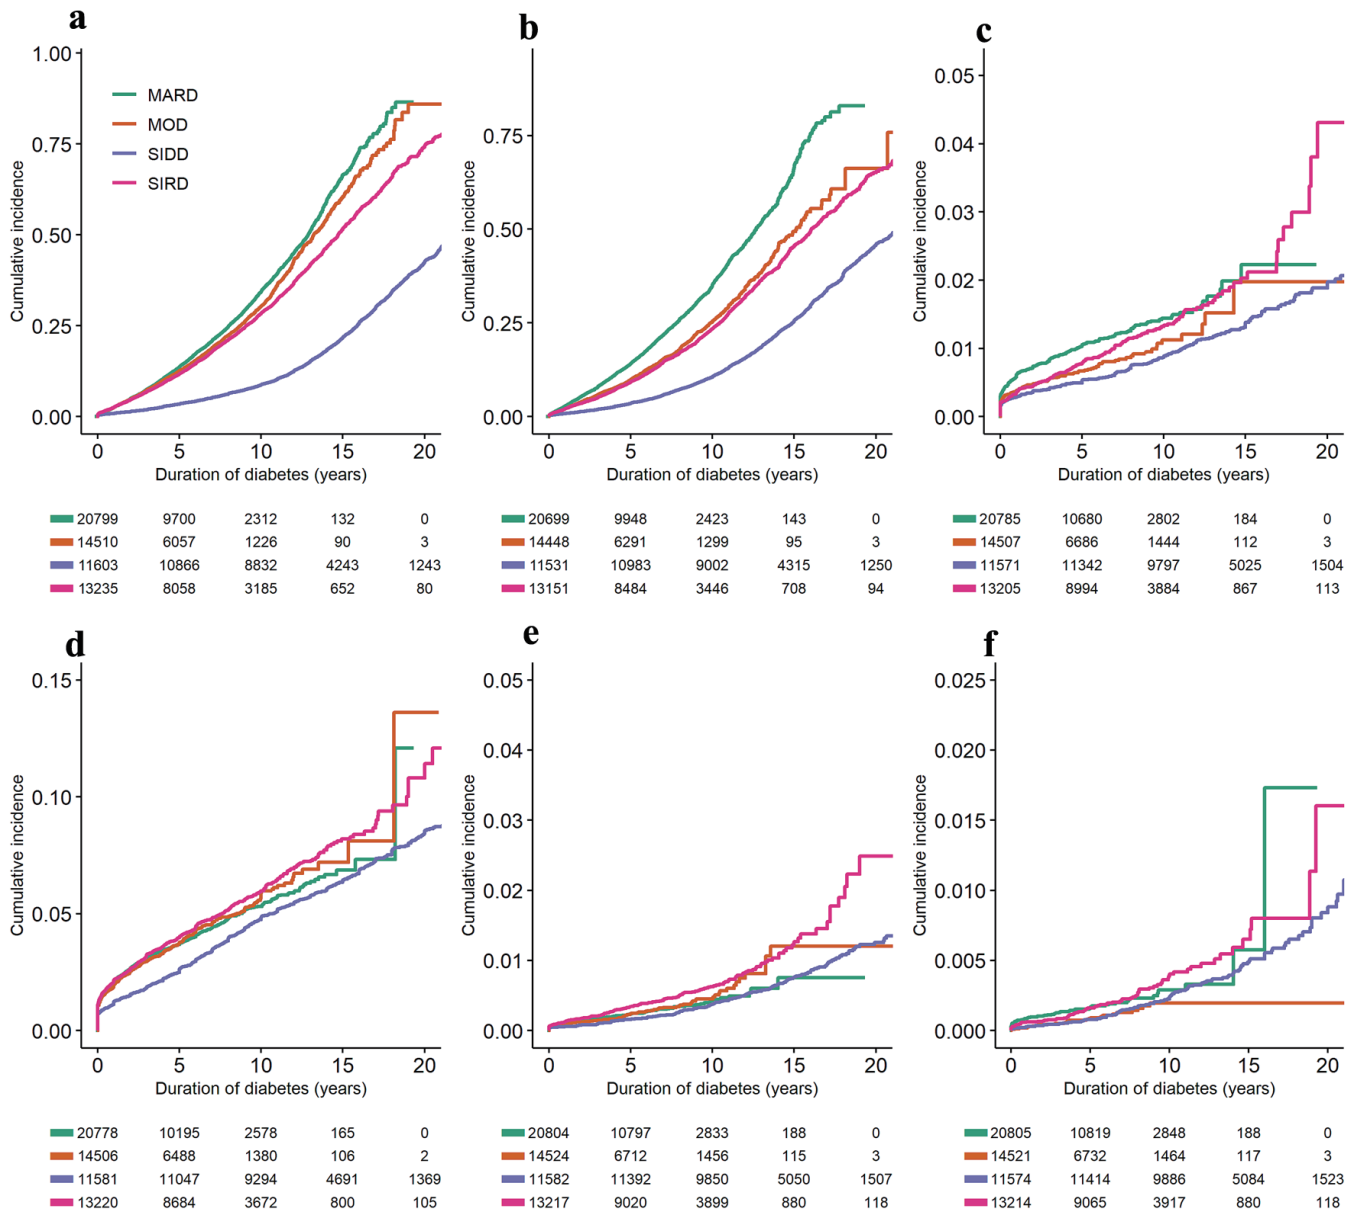 a
1.00
0.75
0.50
0.25
0.00
Cumulative incidence
MARD
MOD
SIDD
SIRD
0 5 10 15 20
Duration of diabetes (years)
20799 9700 2312 132 0
14510 6057 1226 90 3
11603 10866 8832 4243 1243
13235 8058 3185 652 80
b
0.75
0.50
0.25
0.00
Cumulative incidence
0 5 10 15 20
Duration of diabetes (years)
20699 9948 2423 143 0
14448 6291 1299 95 3
11531 10983 9002 4315 1250
13151 8484 3446 708 94
c
0.05
0.04
0.03
0.02
0.01
0.00
Cumulative incidence
0 5 10 15 20
Duration of diabetes (years)
20785 10680 2802 184 0
14507 6686 1444 112 3
11571 11342 9797 5025 1504
13205 8994 3884 867 113
d
0.15
0.10
0.05
0.00
Cumulative incidence
0 5 10 15 20
Duration of diabetes (years)
20778 10195 2578 165 0
14506 6488 1380 106 2
11581 11047 9294 4691 1369
13220 8684 3672 800 105
e
0.05
0.04
0.03
0.02
0.01
0.00
Cumulative incidence
0 5 10 15 20
Duration of diabetes (years)
20804 10797 2833 188 0
14524 6712 1456 115 3
11582 11392 9850 5050 1507
13217 9020 3899 880 118
f
0.025
0.020
0.015
0.010
0.005
0.000
Cumulative incidence
0 5 10 15 20
Duration of diabetes (years)
20805 10819 2848 188 0
14521 6732 1464 117 3
11574 11414 9886 5084 1523
13214 9065 3917 880 118